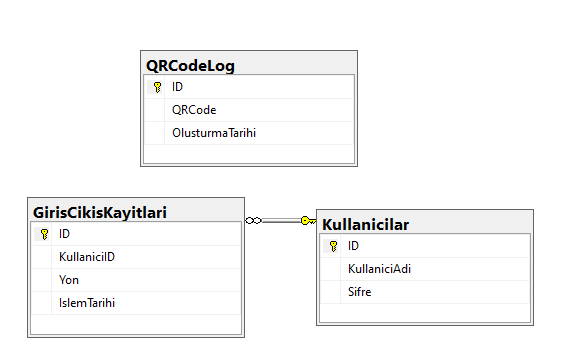 QRCodeLog
ID
QRCode
OlusturmaTarihi
GirisCikisKayitlari
ID
KullaniciID
Yon
IslemTarihi
Kullanicilar
ID
KullaniciAdi
Sifre